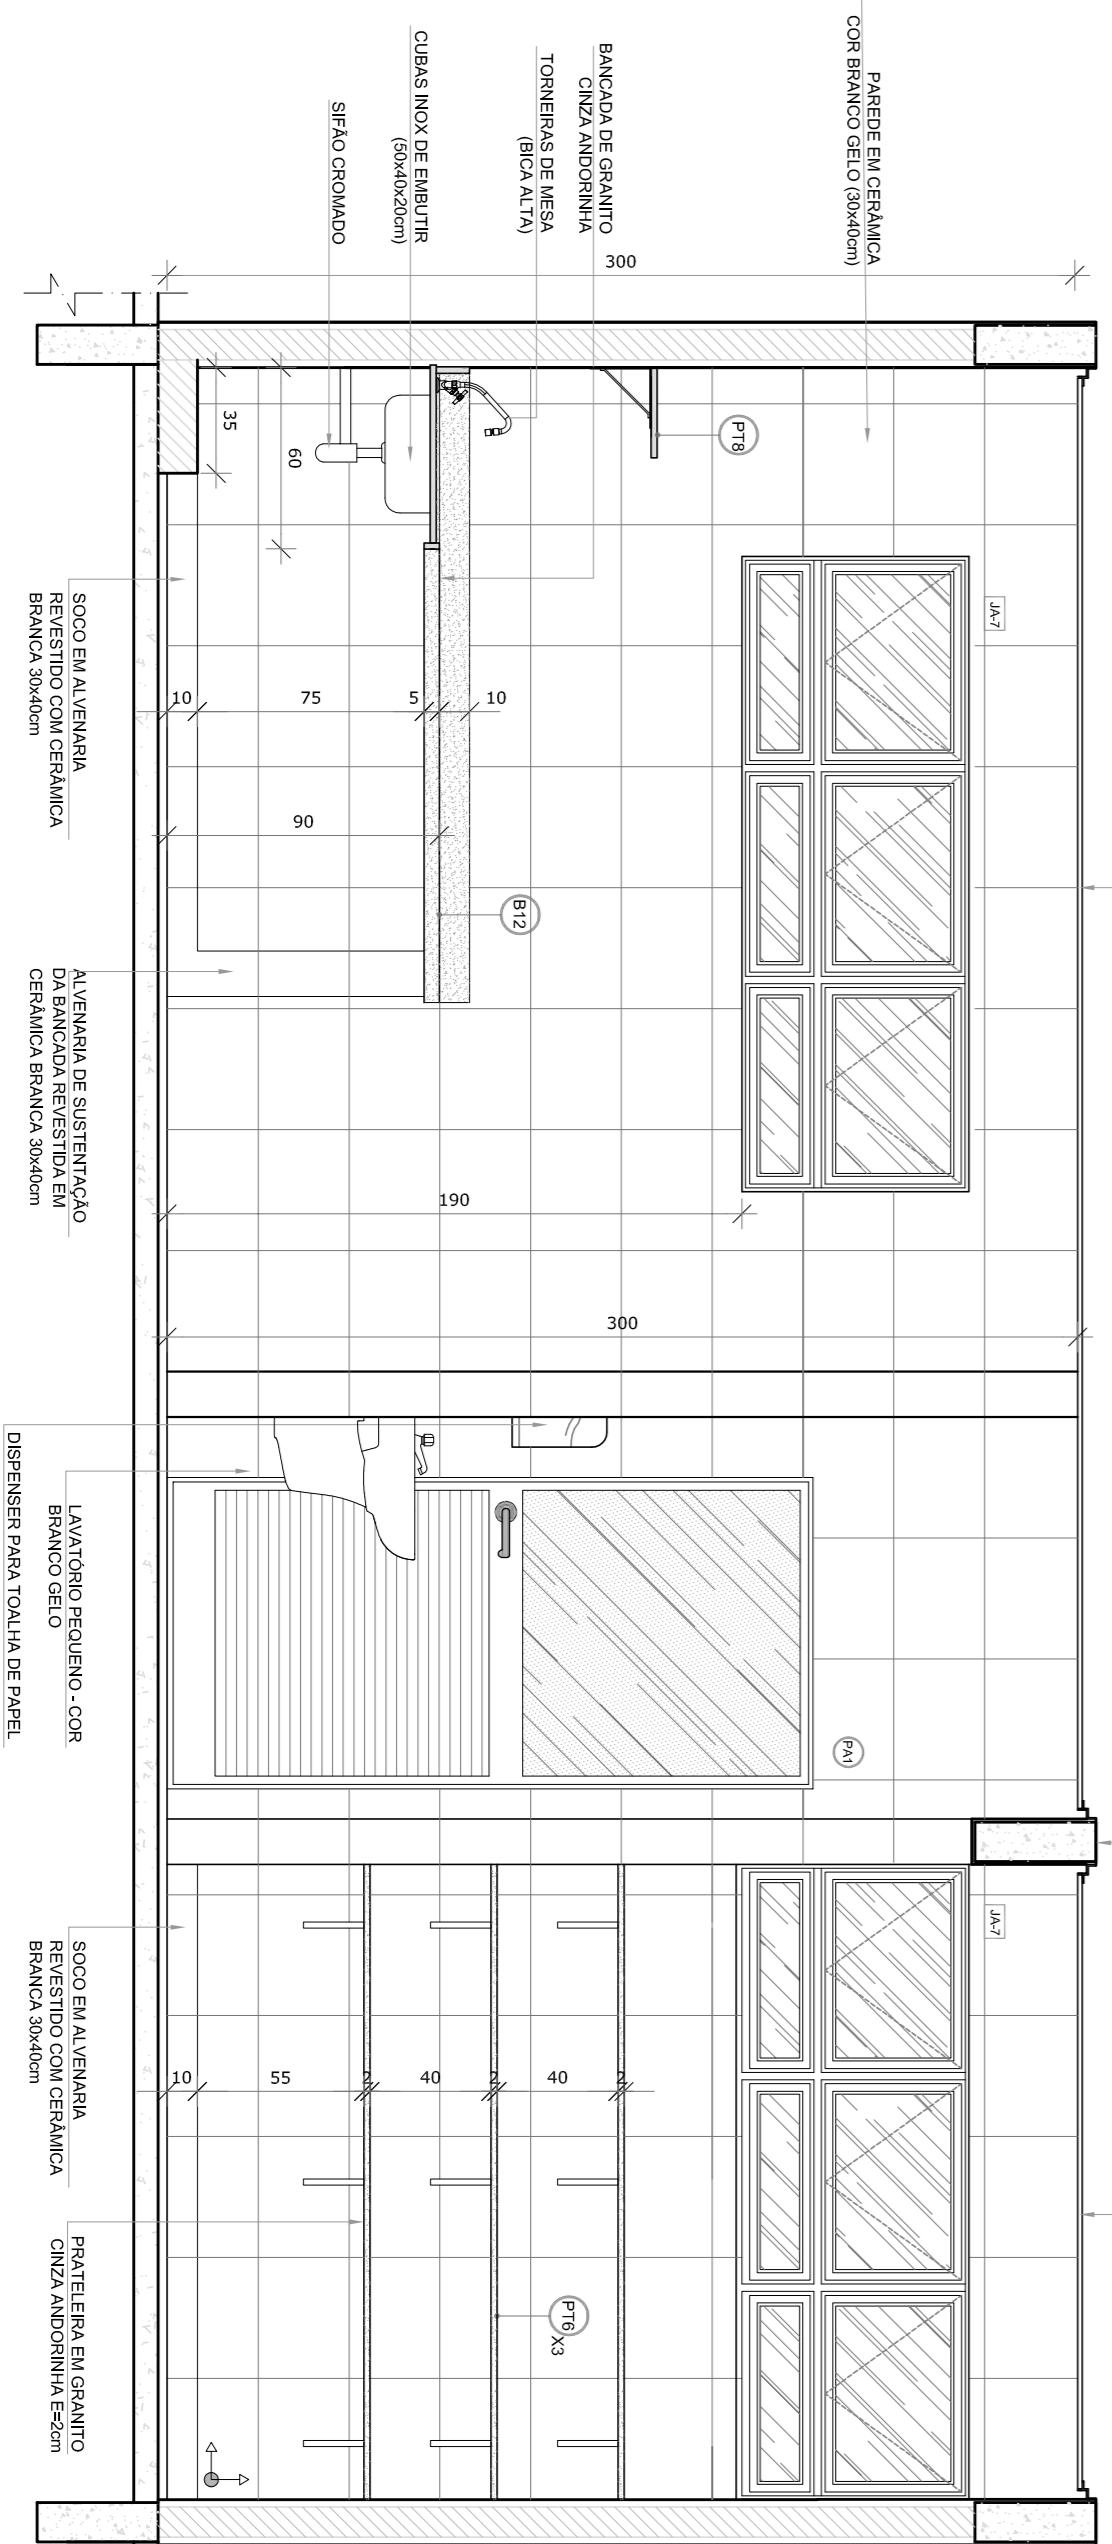 PAREDE EM CERÂMICA
COR BRANCO GELO (30x40cm)
BANCADA DE GRANITO
CINZA ANDORINHA
TORNEIRAS DE MESA
(BICA ALTA)
CUBAS INOX DE EMBUTIR
(50x40x20cm)
SIFÃO CROMADO
300
PT8
35
60
JA-7
10
75
5
10
90
B12
190
300
PA1
JA-7
10
55
2
40
2
40
2
PT6
X3
SOCO EM ALVENARIA
REVESTIDO COM CERÂMICA
BRANCA 30x40cm
ALVENARIA DE SUSTENTAÇÃO
DA BANCADA REVESTIDA EM
CERÂMICA BRANCA 30x40cm
LAVATÓRIO PEQUENO - COR
BRANCO GELO
DISPENSER PARA TOALHA DE PAPEL
SOCO EM ALVENARIA
REVESTIDO COM CERÂMICA
BRANCA 30x40cm
PRATELEIRA EM GRANITO
CINZA ANDORINHA E=2cm